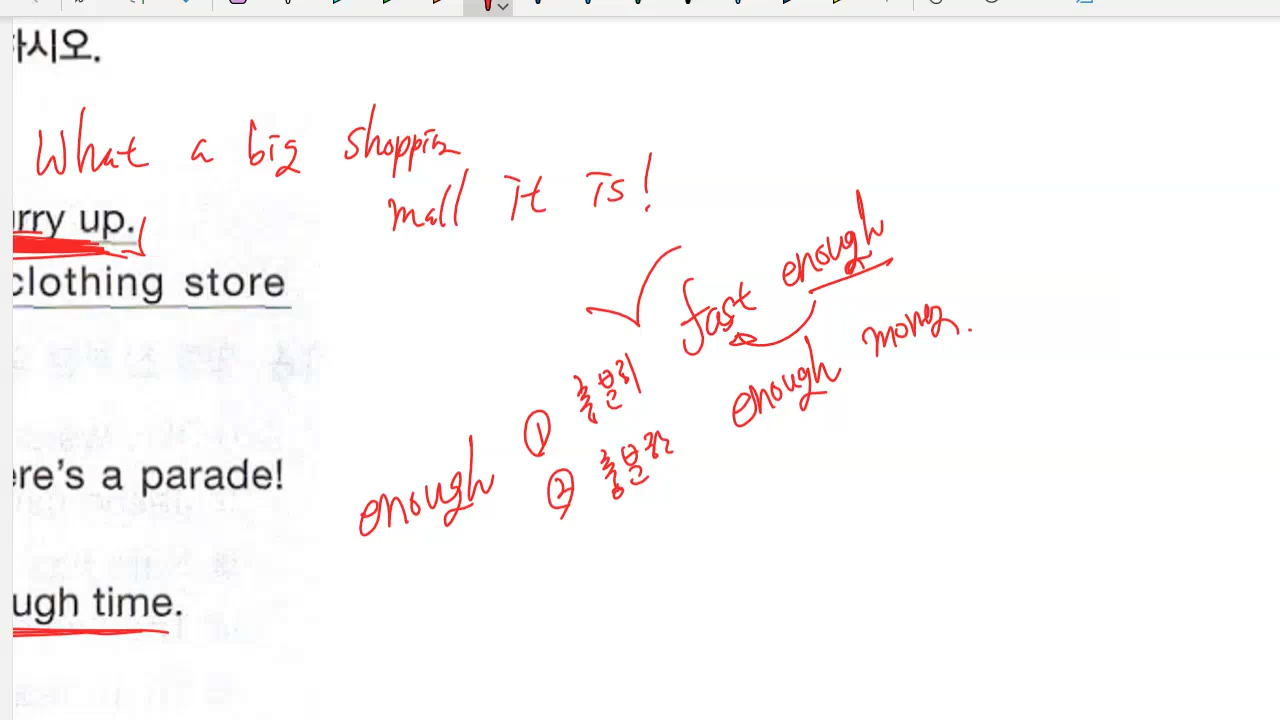 하시오.
What a big shoppin
mall it is!
urry up.
clothing store
fast enough
enough money.
enough ① 충분히
② 충분한
ere's a parade!
ugh time.